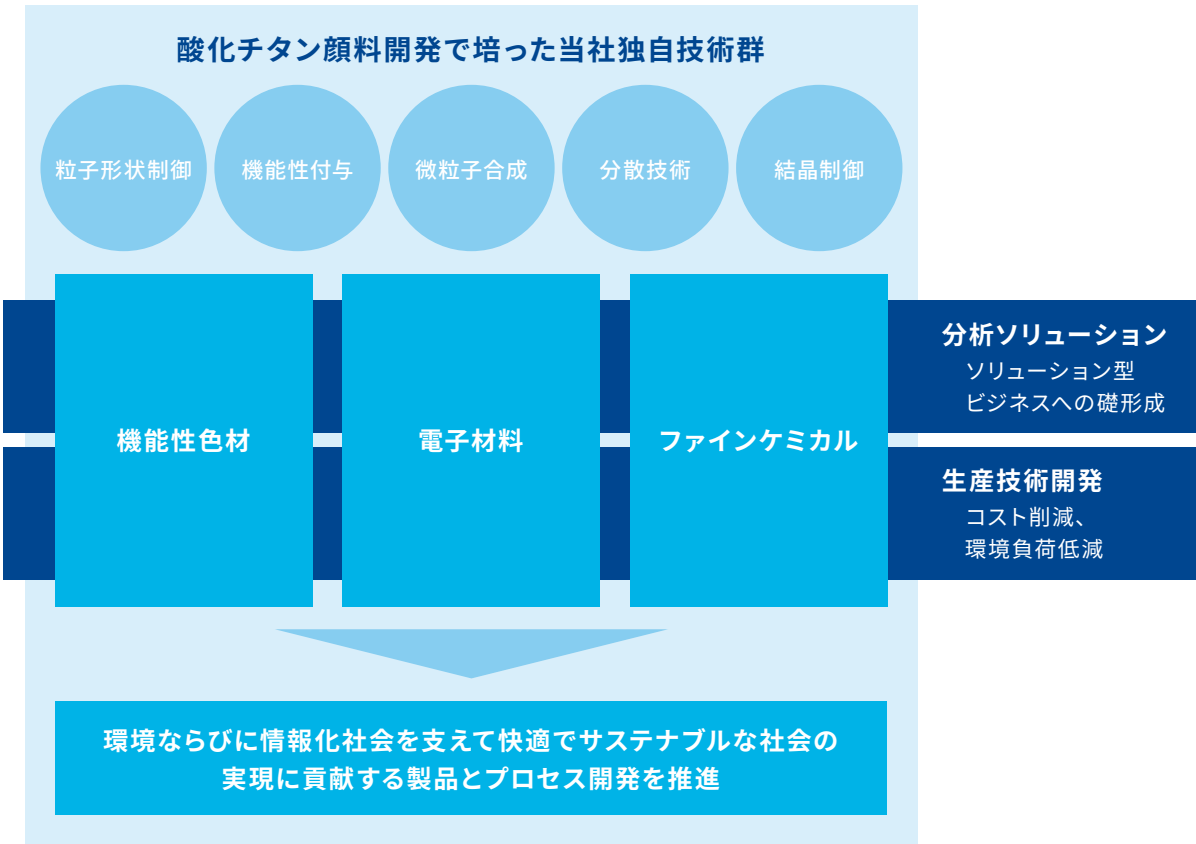 酸化チタン顔料開発で培った当社独自技術群
粒子形状制御
機能性付与
微粒子合成
分散技術
結晶制御
機能性色材
電子材料
ファインケミカル
分析ソリューション
ソリューション型
ビジネスへの礎形成
生産技術開発
コスト削減、
環境負荷低減
環境ならびに情報化社会を支えて快適でサステナブルな社会の
実現に貢献する製品とプロセス開発を推進